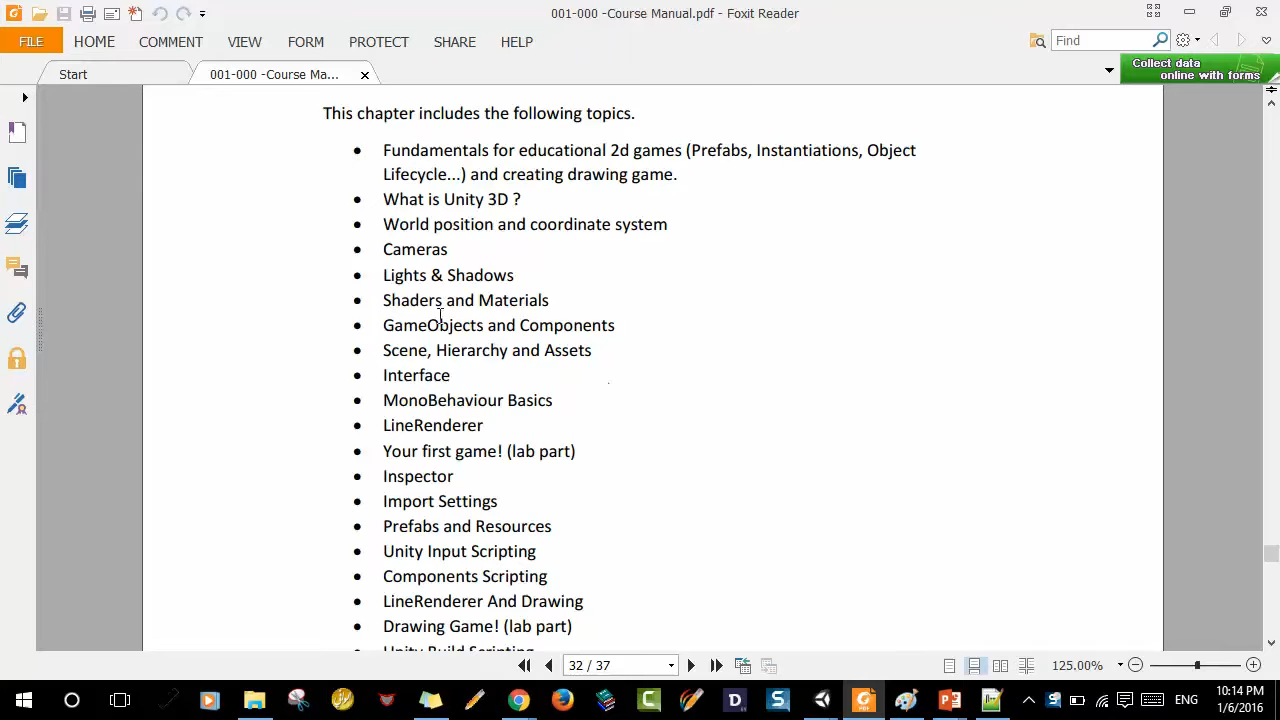 001-000 -Course Manual.pdf - Foxit Reader
FILE HOME COMMENT VIEW FORM PROTECT SHARE HELP
Find
Start
001-000 -Course Ma...
Collect data
online with forms
This chapter includes the following topics.
• Fundamentals for educational 2d games (Prefabs, Instantiations, Object
Lifecycle...) and creating drawing game.
• What is Unity 3D ?
• World position and coordinate system
• Cameras
• Lights & Shadows
• Shaders and Materials
• GameObjects and Components
• Scene, Hierarchy and Assets
• Interface
• MonoBehaviour Basics
• LineRenderer
• Your first game! (lab part)
• Inspector
• Import Settings
• Prefabs and Resources
• Unity Input Scripting
• Components Scripting
• LineRenderer And Drawing
• Drawing Game! (lab part)
Unity Build Scripting
32 / 37
125.00%
ENG
10:14 PM
1/6/2016